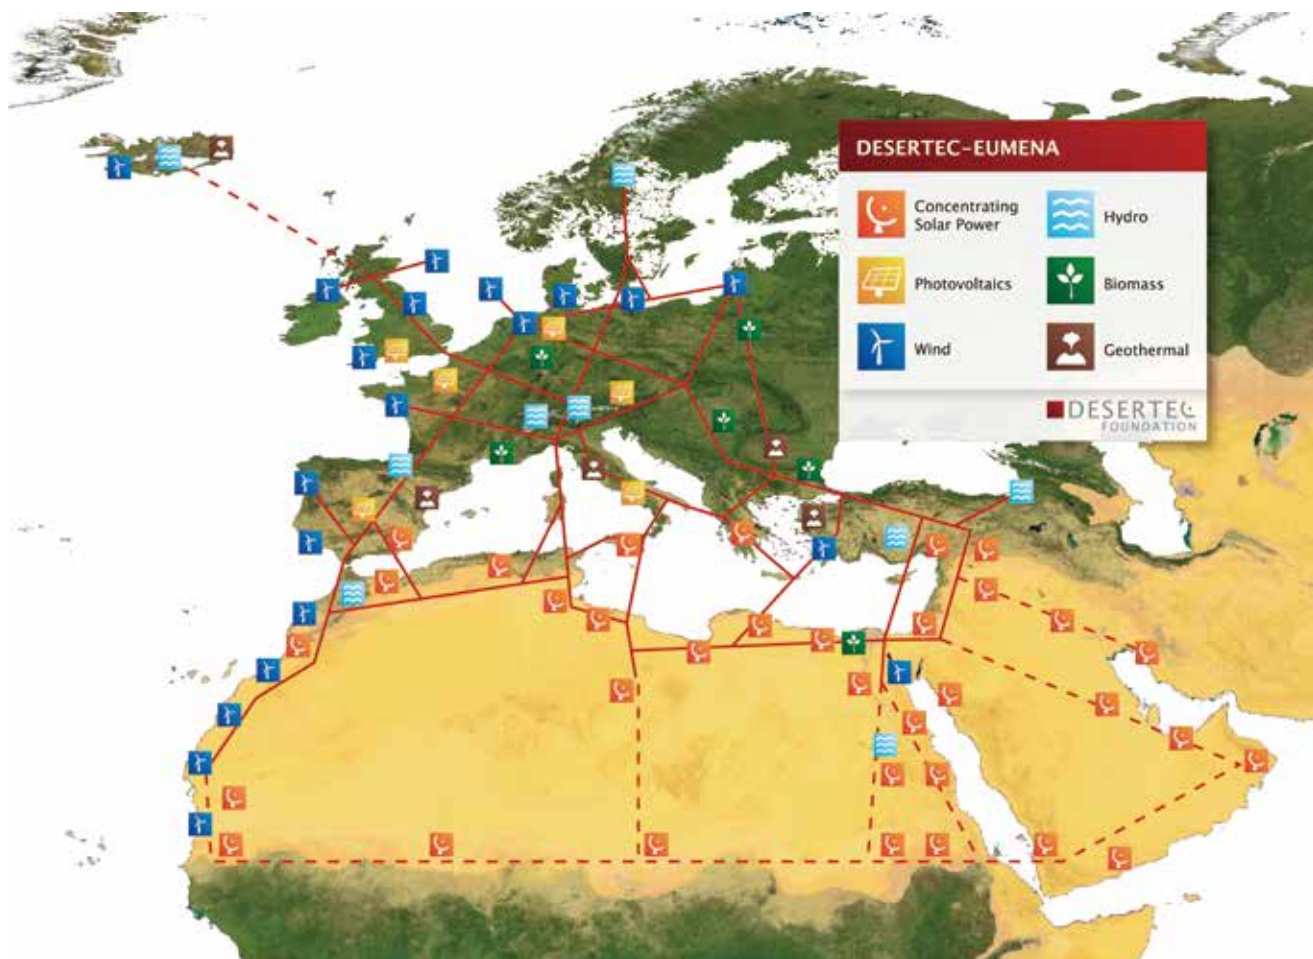 DESERTEC-EUMENA
Concentrating
Solar Power
Hydro
Photovoltaics
Biomass
Wind
Geothermal
DESERTEC
FOUNDATION